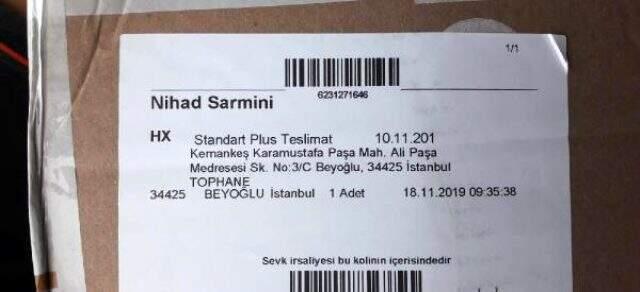 1/1
6231271646
Nihad Sarmini
HX Standart Plus Teslimat 10.11.201
Kemankeş Karamustafa Paşa Mah. Ali Paşa
Medresesi Sk. No:3/C Beyoğlu, 34425 İstanbul
TOPHANE
34425 BEYOĞLU İstanbul 1 Adet 18.11.2019 09:35:38
Sevk irsaliyesi bu kolinin içerisindedir